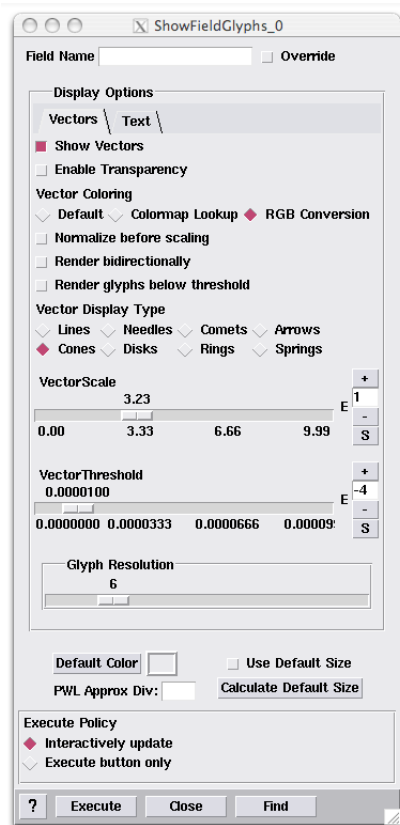 ShowFieldGlyphs_0
Field Name Override
Display Options
Vectors Text
Show Vectors
Enable Transparency
Vector Coloring
Default Colormap Lookup RGB Conversion
Normalize before scaling
Render bidirectionally
Render glyphs below threshold
Vector Display Type
Lines Needles Comets Arrows
Cones Disks Rings Springs
VectorScale
3.23
0.00 3.33 6.66 9.99
+
E 1
-
S
VectorThreshold
0.0000100
0.0000000 0.0000333 0.0000666 0.00009
+
E -4
-
S
Glyph Resolution
6
Default Color Use Default Size
PWL Approx Div: Calculate Default Size
Execute Policy
Interactively update
Execute button only
? Execute Close Find